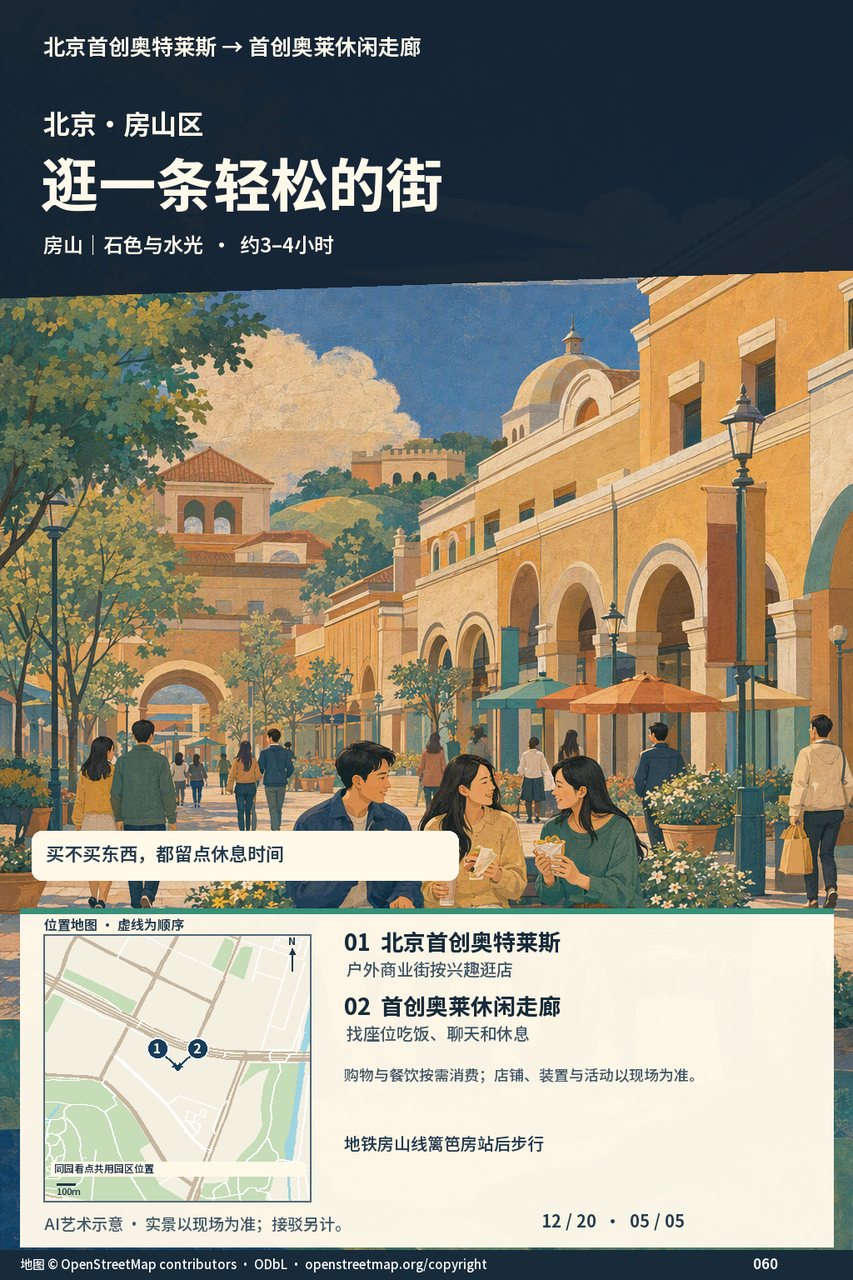 北京首创奥特莱斯 → 首创奥莱休闲走廊
北京・房山区
逛一条轻松的街
房山｜石色与水光 ・ 约3–4小时
买不买东西，都留点休息时间
位置地图 · 虚线为顺序
N
1 2
同园看点共用园区位置
100m
01 北京首创奥特莱斯
户外商业街按兴趣逛店
02 首创奥莱休闲走廊
找座位吃饭、聊天和休息
购物与餐饮按需消费；店铺、装置与活动以现场为准。
地铁房山线篱笆房站后步行
AI艺术示意 · 实景以现场为准；接驳另计。
12 / 20 · 05 / 05
地图 © OpenStreetMap contributors · ODbL · openstreetmap.org/copyright
060